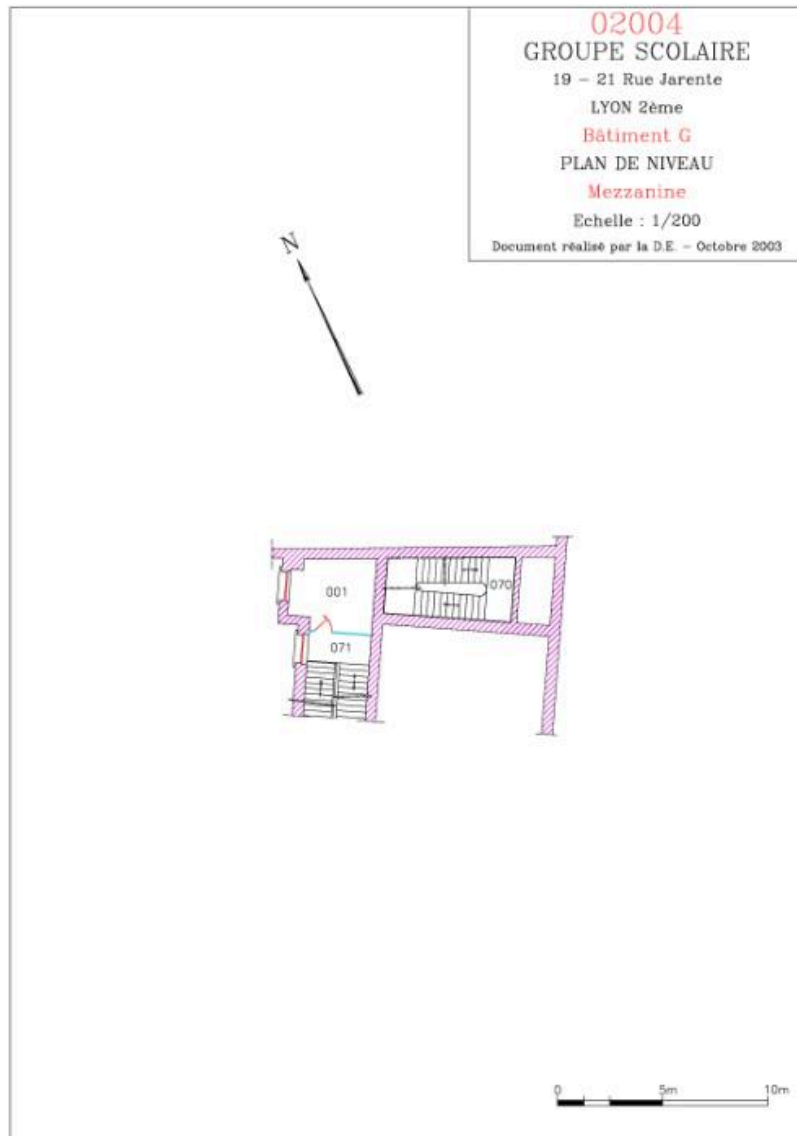 02004
GROUPE SCOLAIRE
19 - 21 Rue Jarente
LYON 2ème
Bâtiment G
PLAN DE NIVEAU
Mezzanine
Echelle : 1/200
Document réalisé par la D.E. - Octobre 2003
N
001
070
071
0 5m 10m